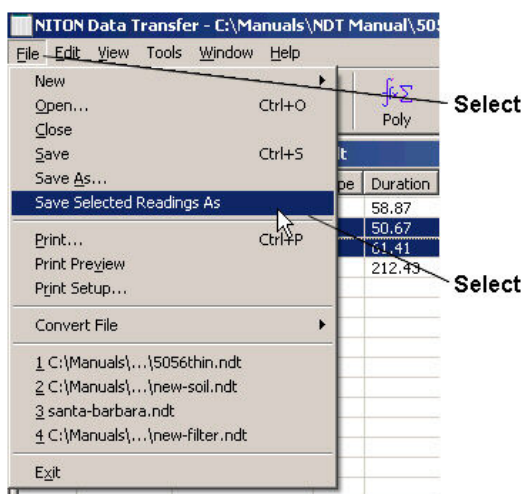 NITON Data Transfer - C:\Manuals\NDT Manual\505
File Edit View Tools Window Help
New
Open... Ctrl+O
Close
Save Ctrl+S
Save As...
Save Selected Readings As
Print... Ctrl+P
Print Preview
Print Setup...
Convert File
1 C:\Manuals\...\5056thin.ndt
2 C:\Manuals\...\new-soil.ndt
3 santa-barbara.ndt
4 C:\Manuals\...\new-filter.ndt
Exit
Poly
lt
pe Duration
58.87
50.67
61.41
212.43
Select
Select